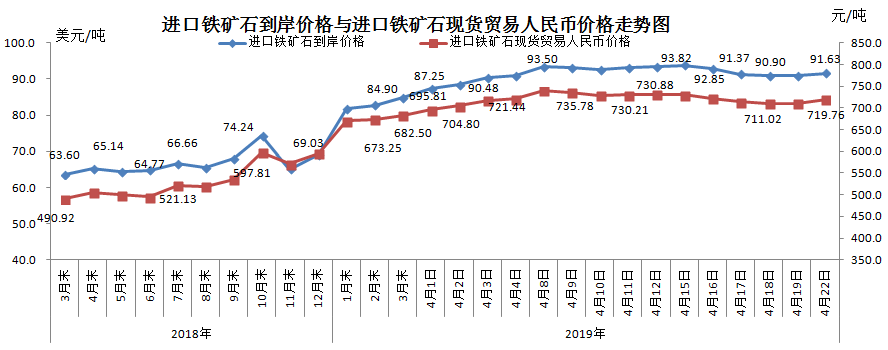 进口铁矿石到岸价格与进口铁矿石现货贸易人民币价格走势图
美元/吨
元/吨
进口铁矿石到岸价格 进口铁矿石现货贸易人民币价格
100.0
90.0
80.0
70.0
60.0
50.0
40.0
850.0
800.0
750.0
700.0
650.0
600.0
550.0
500.0
450.0
400.0
350.0
63.60
65.14
64.77
66.66
74.24
69.03
84.90
87.25
90.48
93.50
93.82
92.85
91.37
90.90
91.63
490.92
521.13
597.81
673.25
682.50
695.81
704.80
721.44
735.78
730.21
730.88
711.02
719.76
3月末
4月末
5月末
6月末
7月末
8月末
9月末
10月末
11月末
12月末
1月末
2月末
3月末
4月1日
4月2日
4月3日
4月4日
4月8日
4月9日
4月10日
4月11日
4月12日
4月15日
4月16日
4月17日
4月18日
4月19日
4月22日
2018年
2019年